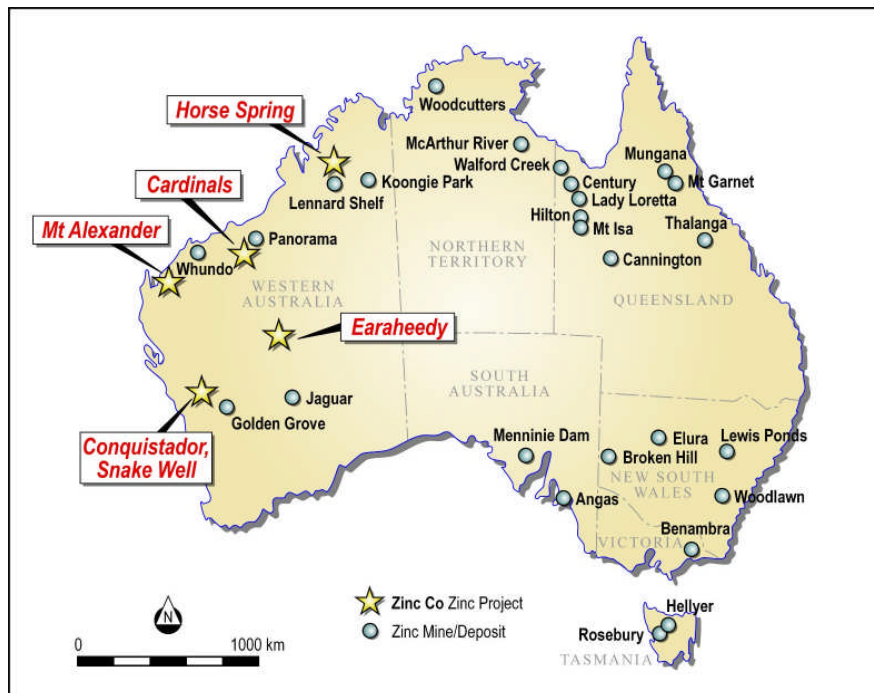 Woodcutters
Horse Spring
McArthur River
Walford Creek
Mungana
Century
Mt Garnet
Koongie Park
Cardinals
Lennard Shelf
Lady Loretta
Hilton
Thalanga
Mt Isa
Mt Alexander
Panorama
Whundo
NORTHERN
TERRITORY
Cannington
WESTERN
AUSTRALIA
QUEENSLAND
Earaheedy
SOUTH
AUSTRALIA
Jaguar
Golden Grove
Conquistador,
Snake Well
Menninie Dam
Elura
Lewis Ponds
Broken Hill
NEW SOUTH
WALES
Angas
Woodlawn
Benambra
VICTORIA
N
Zinc Co Zinc Project
Zinc Mine/Deposit
Hellyer
Rosebury
TASMANIA
0
1000 km